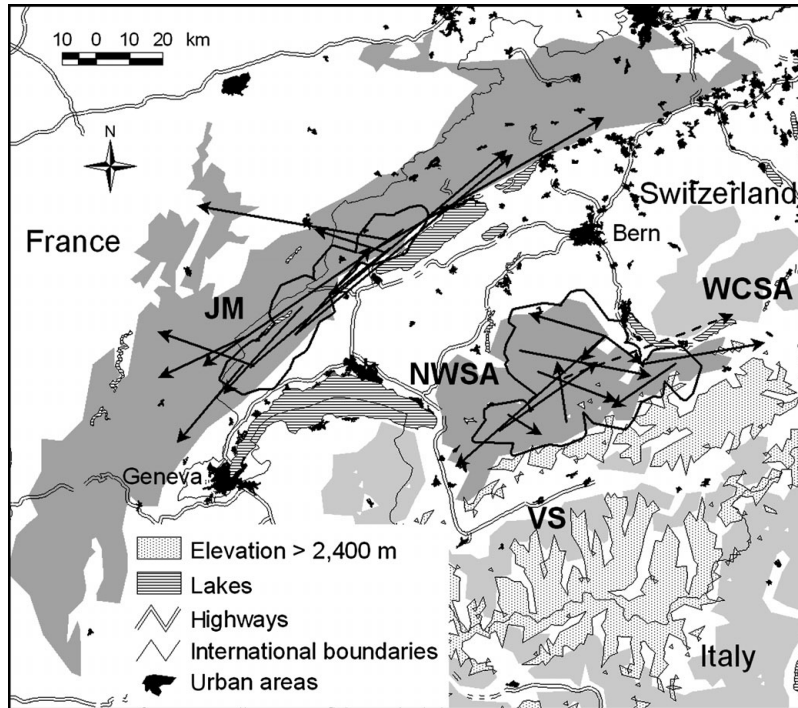 10 0 10 20 km
N
Switzerland
France
Bern
WCSA
JM
NWSA
Geneva
VS
Elevation > 2,400 m
Lakes
Highways
International boundaries
Urban areas
Italy